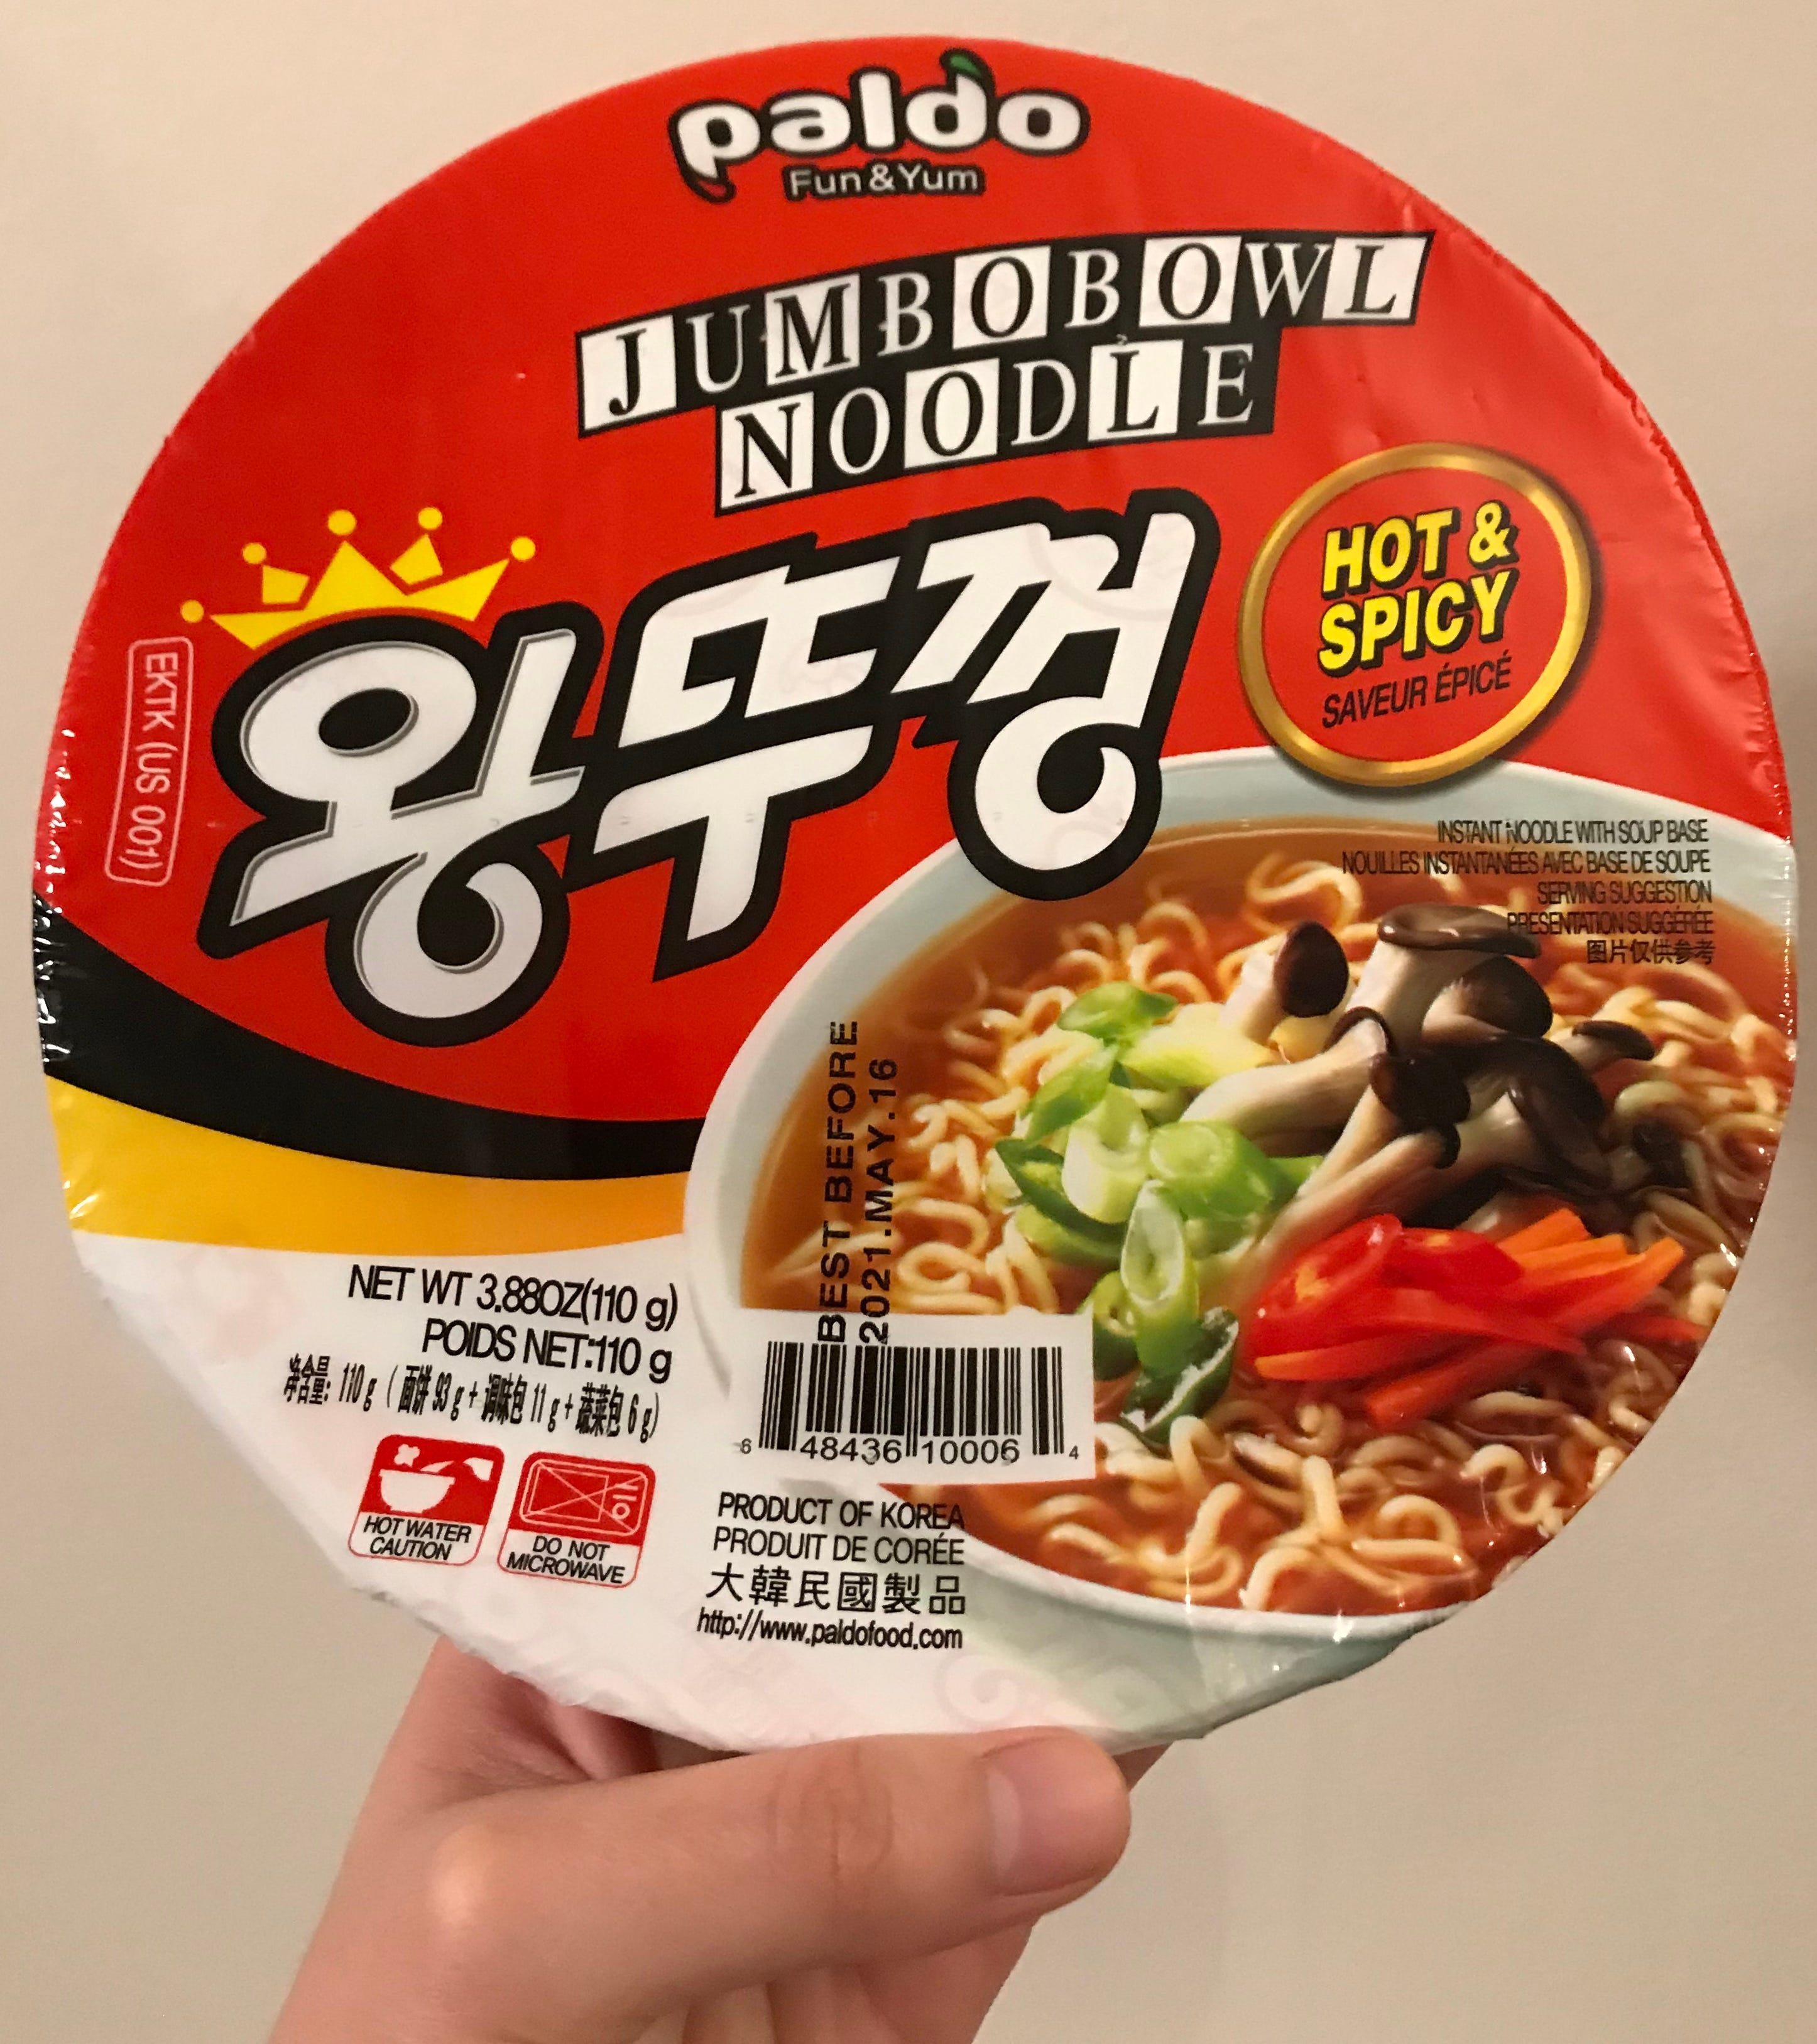 paldo
Fun & Yum
JUMBO BOWL
NOODLE
왕뚜껑
HOT &
SPICY
SAVEUR ÉPICÉ
EKTK (US 001)
INSTANT NOODLE WITH SOUP BASE
NOUILLES INSTANTANÉES AVEC BASE DE SOUPE
SERVING SUGGESTION
PRESENTATION SUGGÉRÉE
图片仅供参考
BEST BEFORE
2021.MAY.16
NET WT 3.88OZ(110 g)
POIDS NET:110 g
净含量: 110 g ( 面饼 93 g + 调味包 11 g + 蔬菜包 6 g)
HOT WATER
CAUTION
DO NOT
MICROWAVE
6 48436 10006 4
PRODUCT OF KOREA
PRODUIT DE CORÉE
大韓民國製品
http://www.paldofood.com